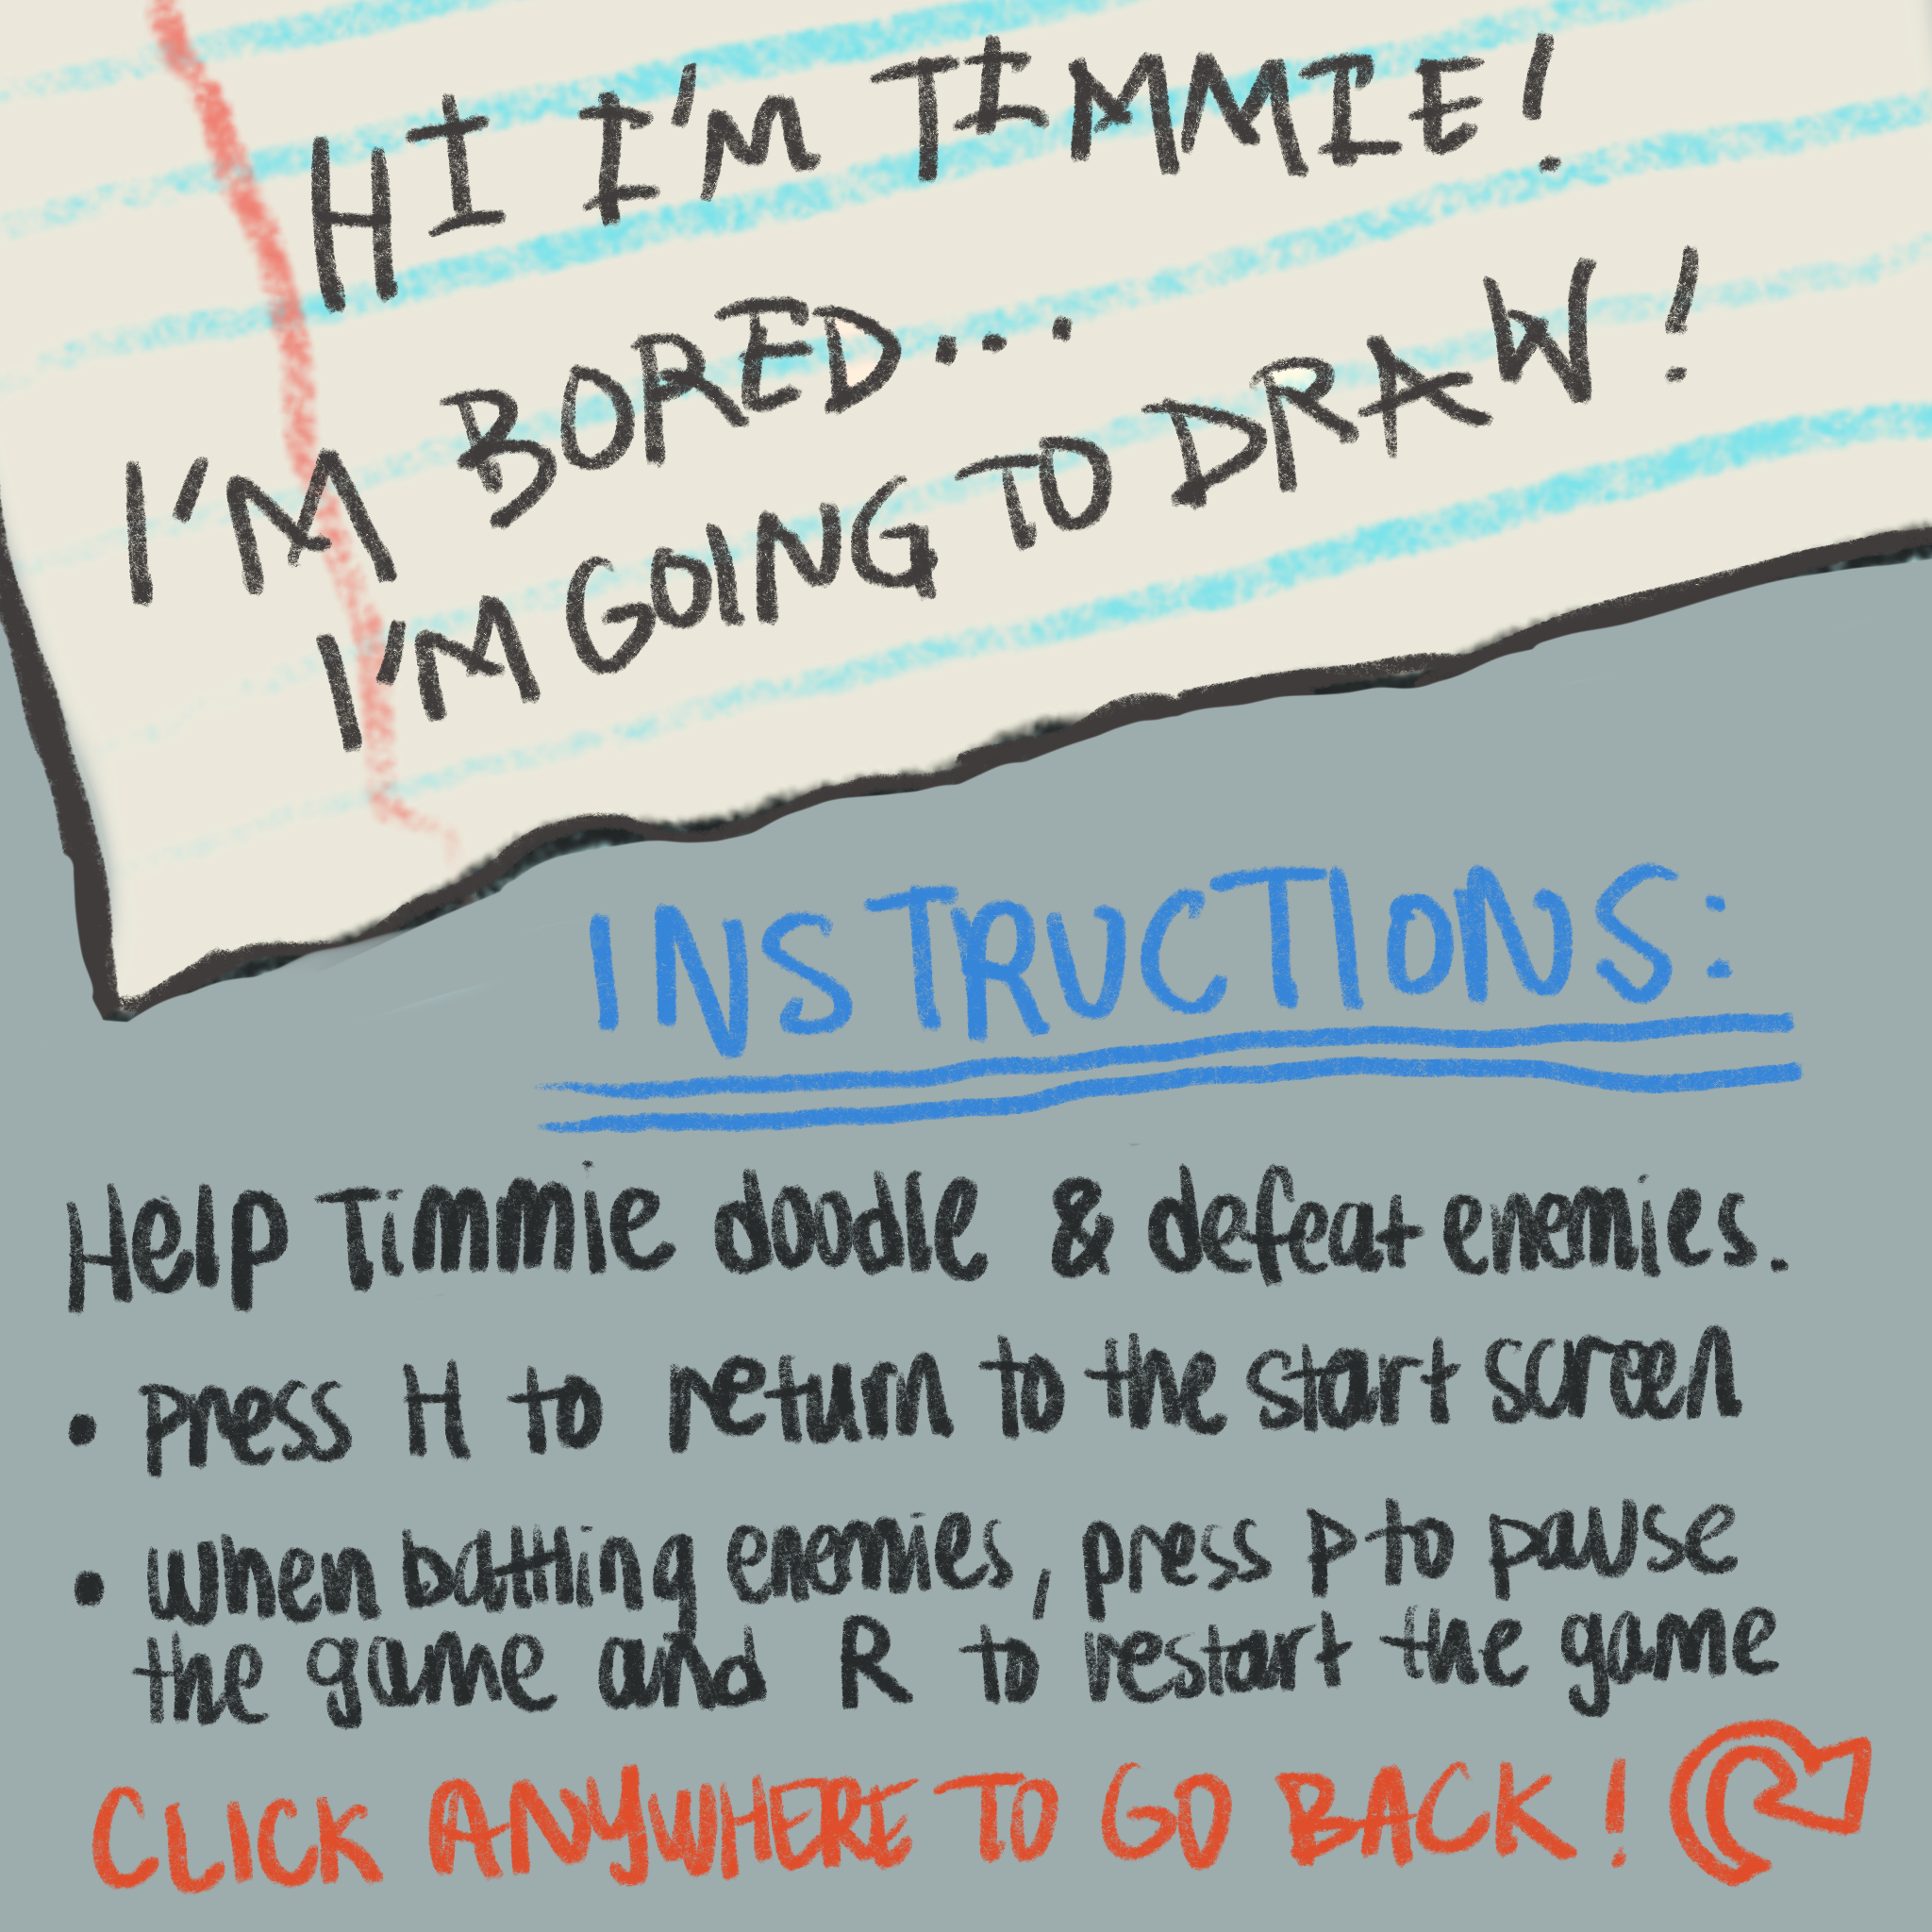 HI I'M TIMMIE!
I'M BORED...
I'M GOING TO DRAW!
INSTRUCTIONS:
Help Timmie doodle & defeat enemies.
• Press H to return to the start screen
• When battling enemies, press P to pause
the game and R to restart the game
CLICK ANYWHERE TO GO BACK!